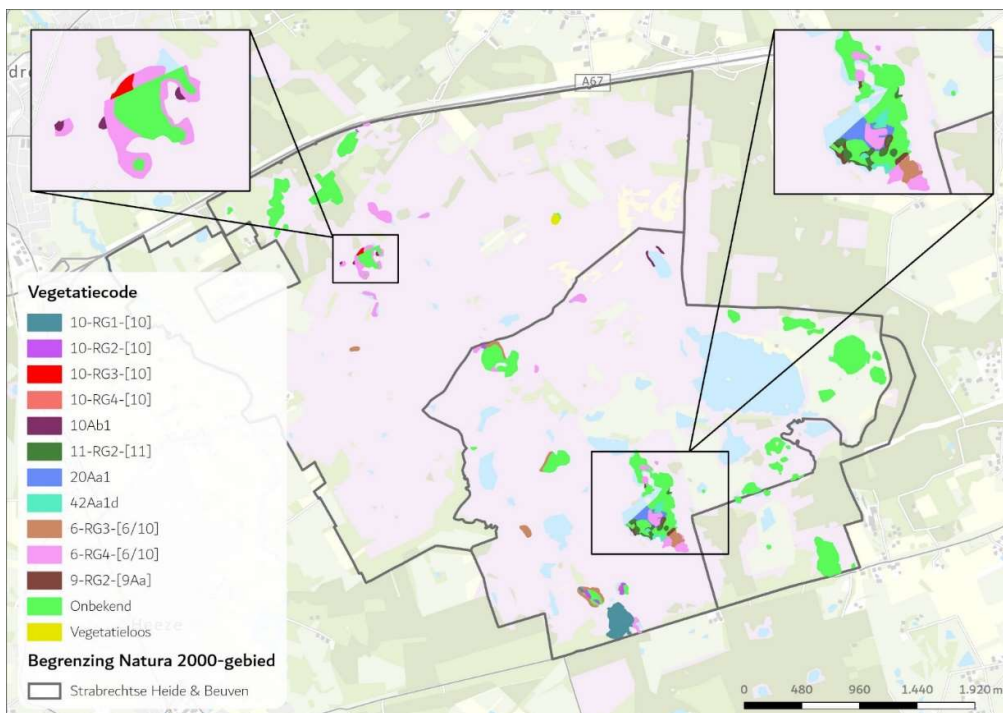 dro
A67
Vegetatiecode
10-RG1-[10]
10-RG2-[10]
10-RG3-[10]
10-RG4-[10]
10Ab1
11-RG2-[11]
20Aa1
42Aa1d
6-RG3-[6/10]
6-RG4-[6/10]
9-RG2-[9Aa]
Onbekend
Vegetatieloos
Heeze
Begrenzing Natura 2000-gebied
Strabrechtse Heide & Beuven
0 480 960 1.440 1.920 m